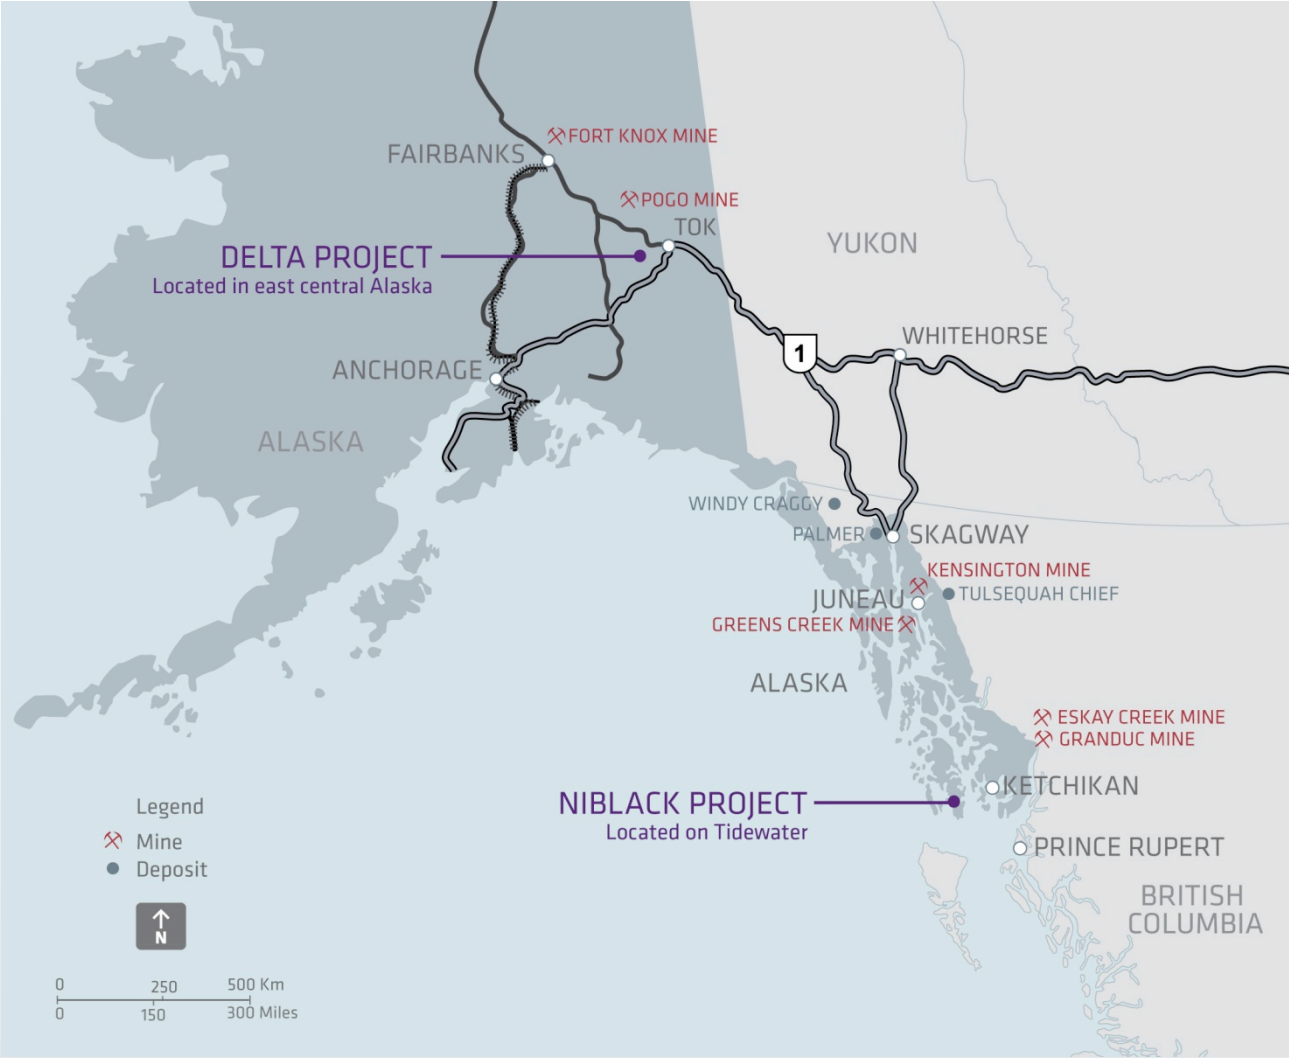 FORT KNOX MINE
FAIRBANKS
POGO MINE
TOK
YUKON
DELTA PROJECT
Located in east central Alaska
WHITEHORSE
1
ANCHORAGE
ALASKA
WINDY CRAGGY
PALMER
SKAGWAY
KENSINGTON MINE
JUNEAU
TULSEQUAH CHIEF
GREENS CREEK MINE
ALASKA
ESKAY CREEK MINE
GRANDUC MINE
KETCHIKAN
NIBLACK PROJECT
Located on Tidewater
PRINCE RUPERT
BRITISH
COLUMBIA
Legend
Mine
Deposit
N
0 250 500 Km
0 150 300 Miles